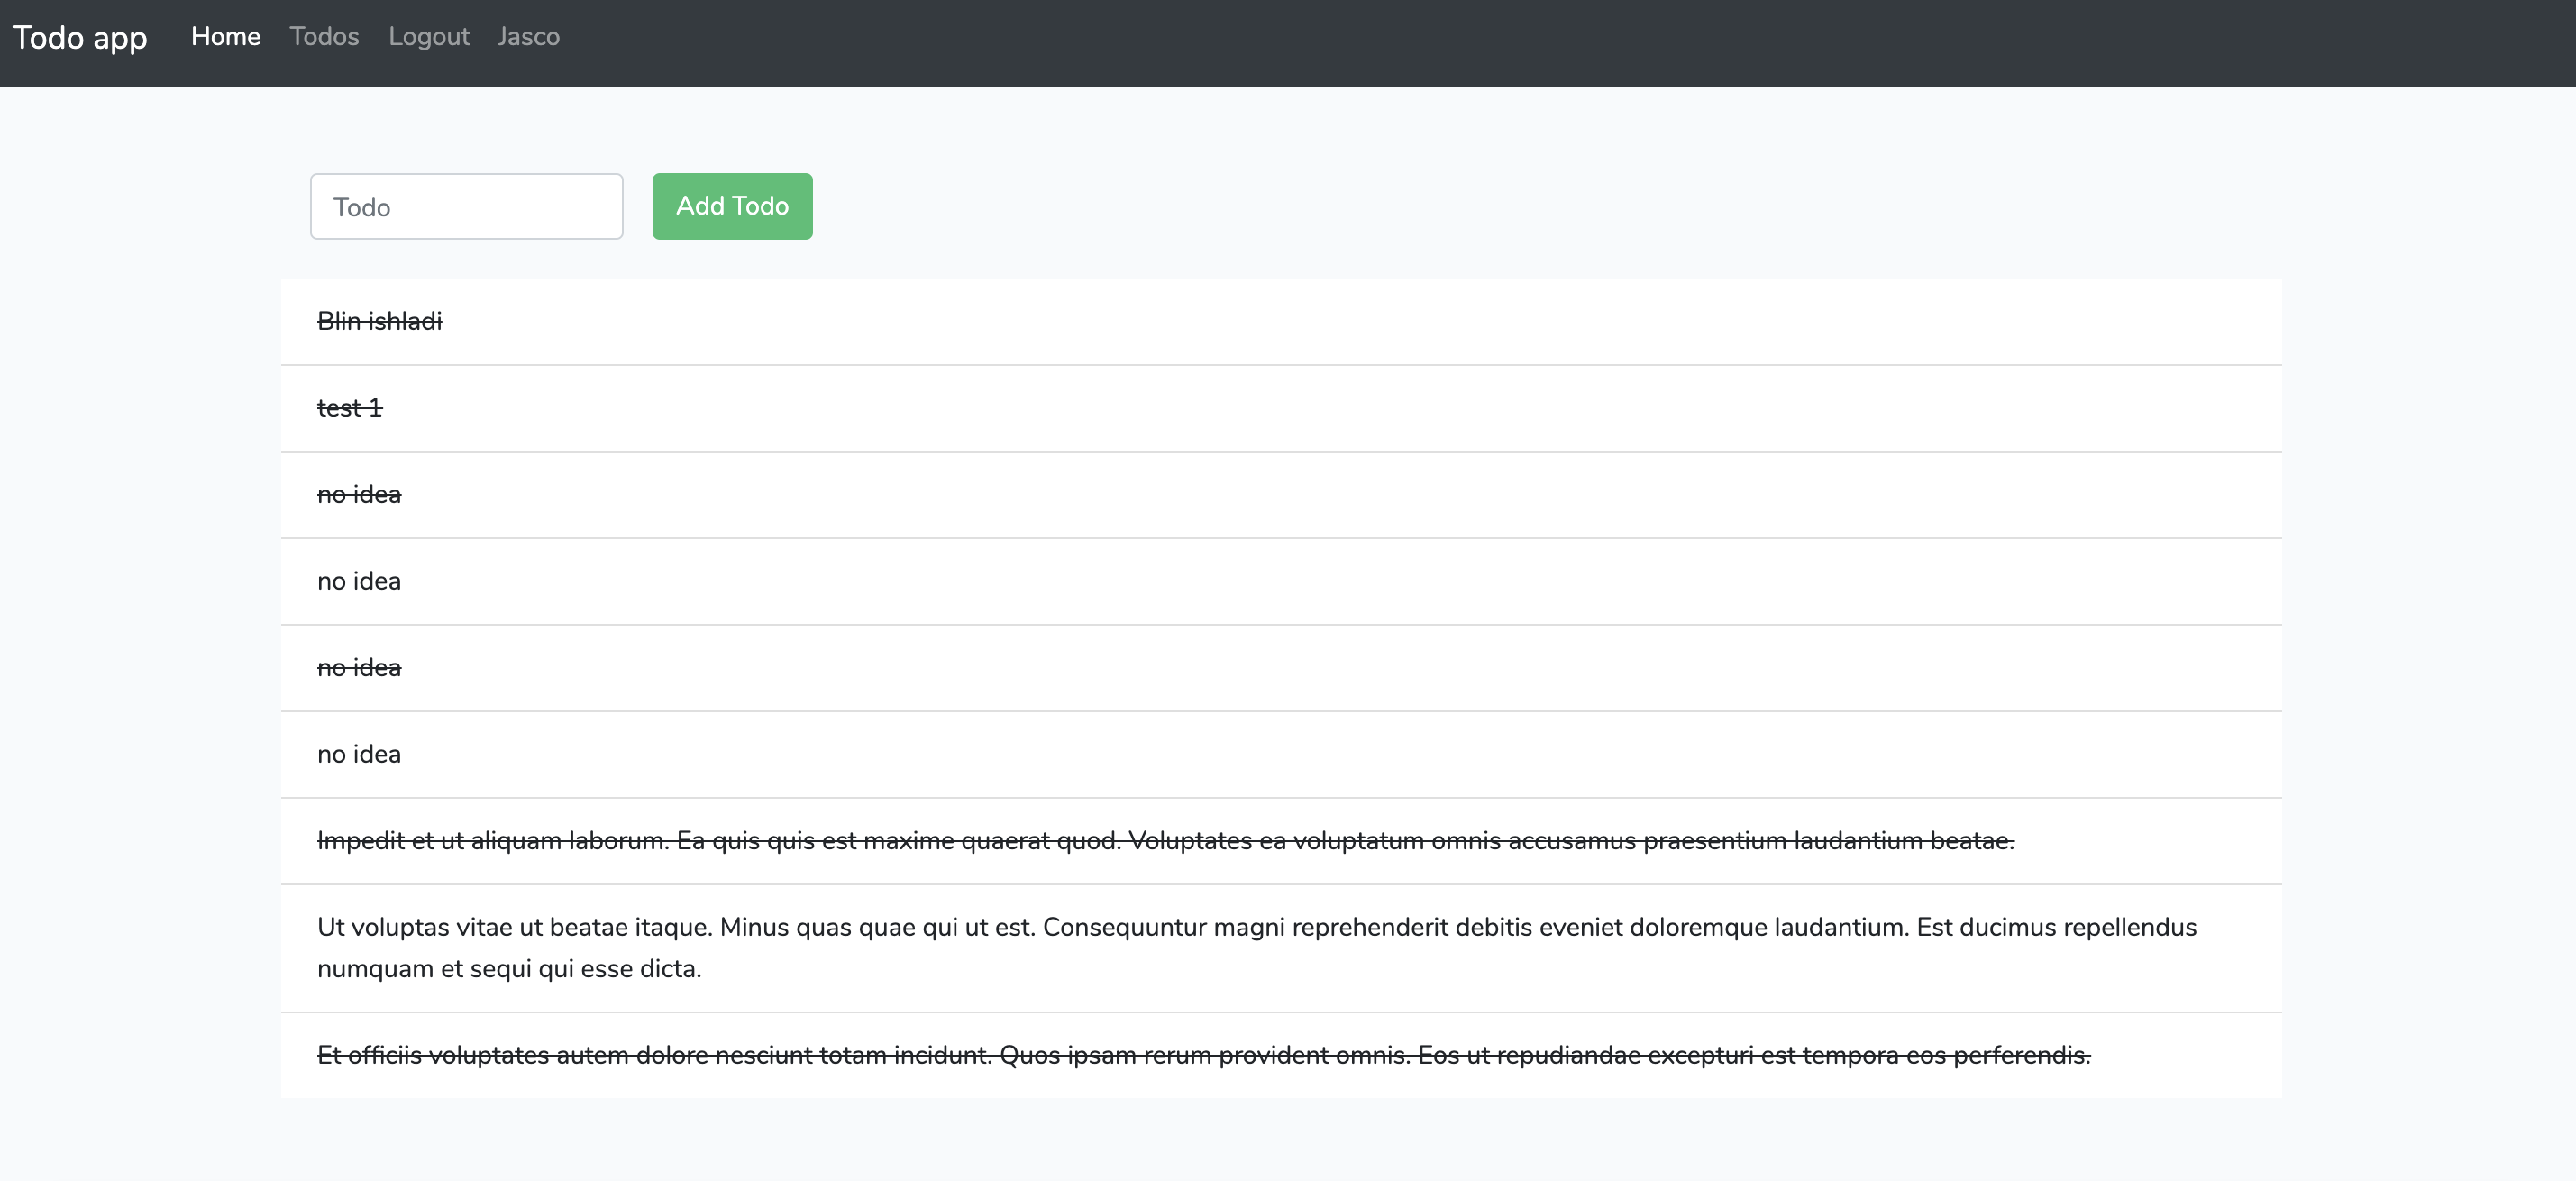 Todo app Home Todos Logout Jasco
Todo Add Todo
Blin ishladi
test 1
no idea
no idea
no idea
no idea
Impedit et ut aliquam laborum. Ea quis quis est maxime quaerat quod. Voluptates ea voluptatum omnis accusamus praesentium laudantium beatae.
Ut voluptas vitae ut beatae itaque. Minus quas quae qui ut est. Consequuntur magni reprehenderit debitis eveniet doloremque laudantium. Est ducimus repellendus
numquam et sequi qui esse dicta.
Et officiis voluptates autem dolore nesciunt totam incidunt. Quos ipsam rerum provident omnis. Eos ut repudiandae excepturi est tempora eos perferendis.